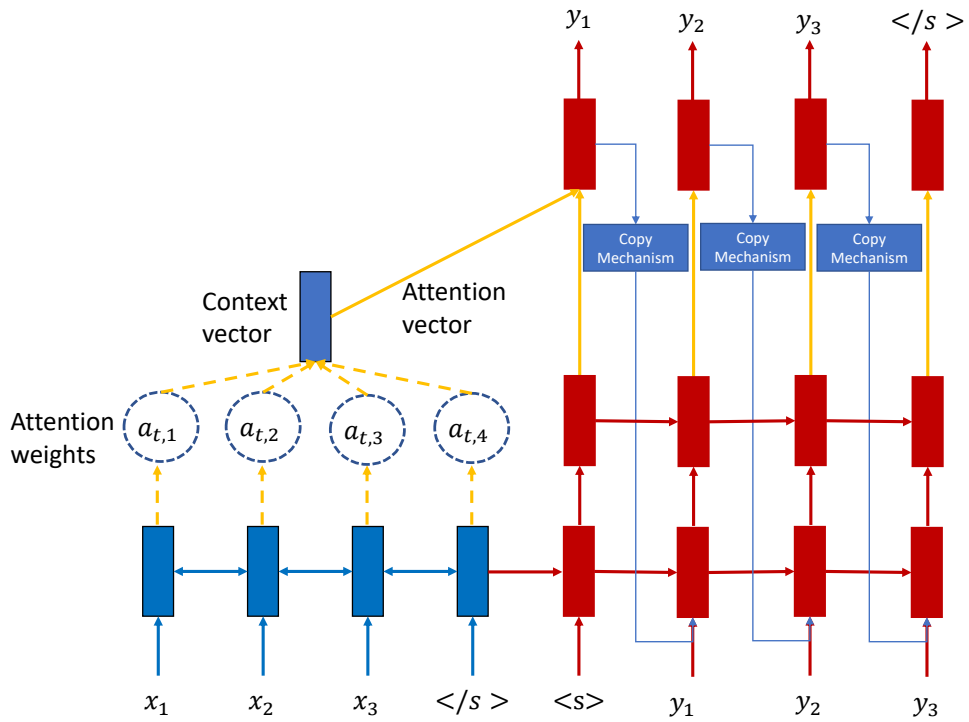 y₁ y₂ y₃ </s >
Copy
Mechanism
Copy
Mechanism
Copy
Mechanism
Context
vector
Attention
vector
Attention
weights
a_{t,1} a_{t,2} a_{t,3} a_{t,4}
x₁ x₂ x₃ </s > <s> y₁ y₂ y₃